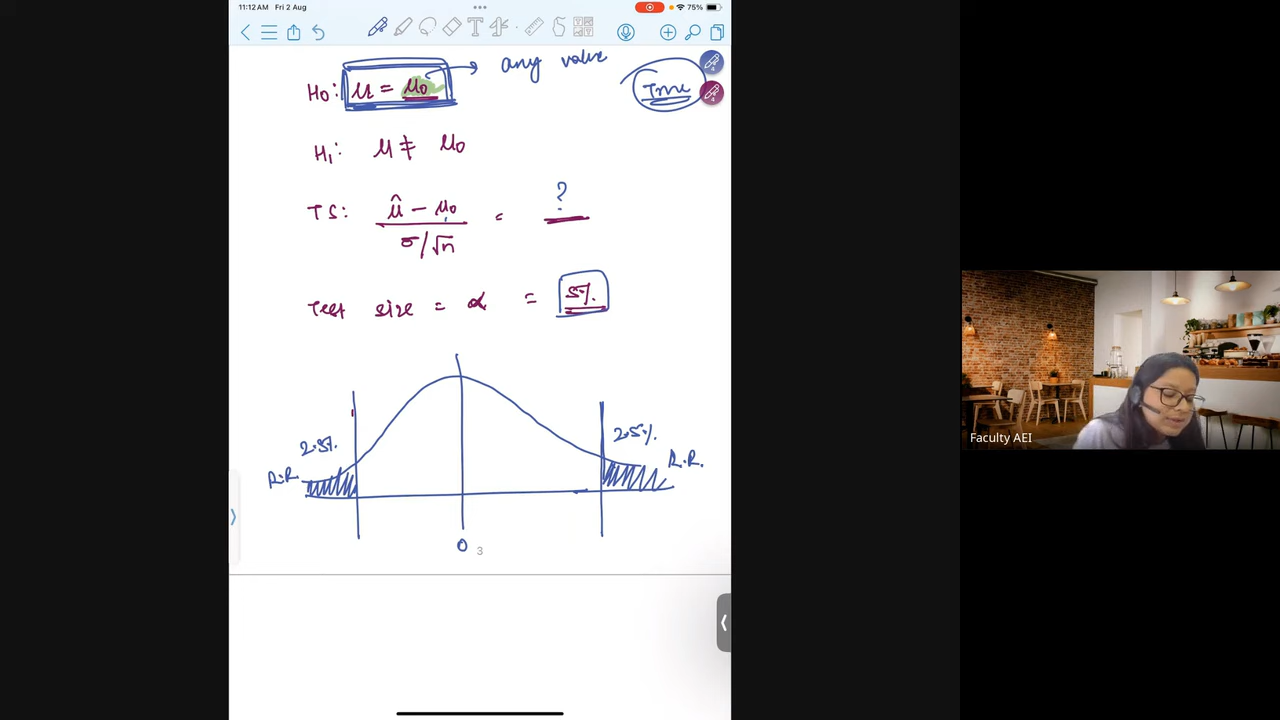 11:12 AM Fri 2 Aug
75%
H0: μ = μ0 → any value
True
H1: μ ≠ μ0
TS: μ̂ − μ0 / σ/√n = ?
Test size = α = 5%.
2.5%. 2.5%.
R.R. R.R.
0 3
Faculty AEI